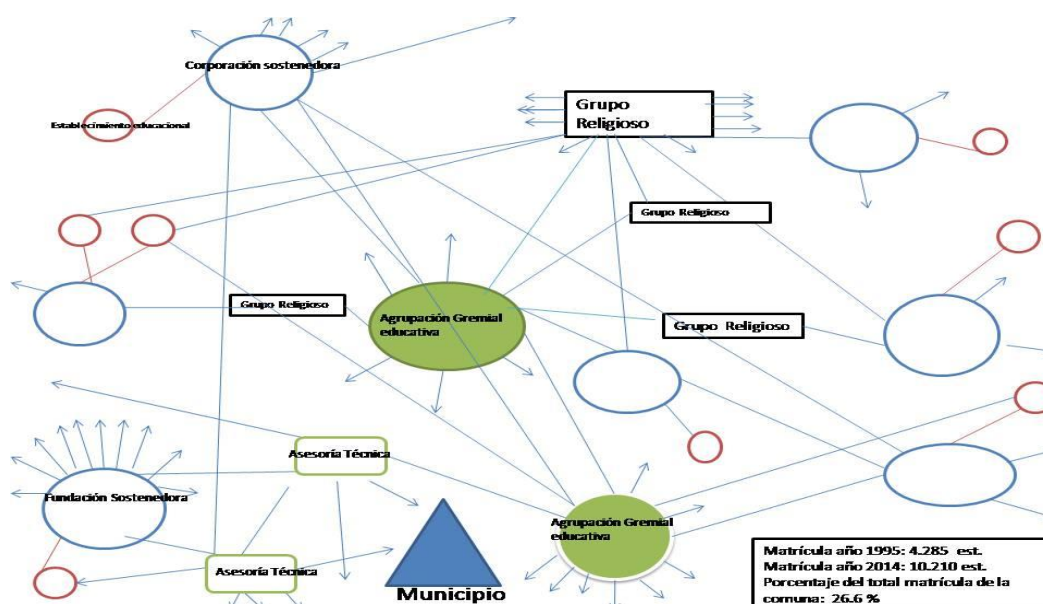 Corporación sostenedora
Grupo
Religioso
Establecimiento educacional
Grupo Religioso
Grupo Religioso
Agrupación Gremial
educativa
Grupo Religioso
Asesoría Técnica
Fundación Sostenedora
Agrupación Gremial
educativa
Asesoría Técnica
Municipio
Matrícula año 1995: 4.285 est.
Matrícula año 2014: 10.210 est.
Porcentaje del total matrícula de la
comuna: 26.6 %